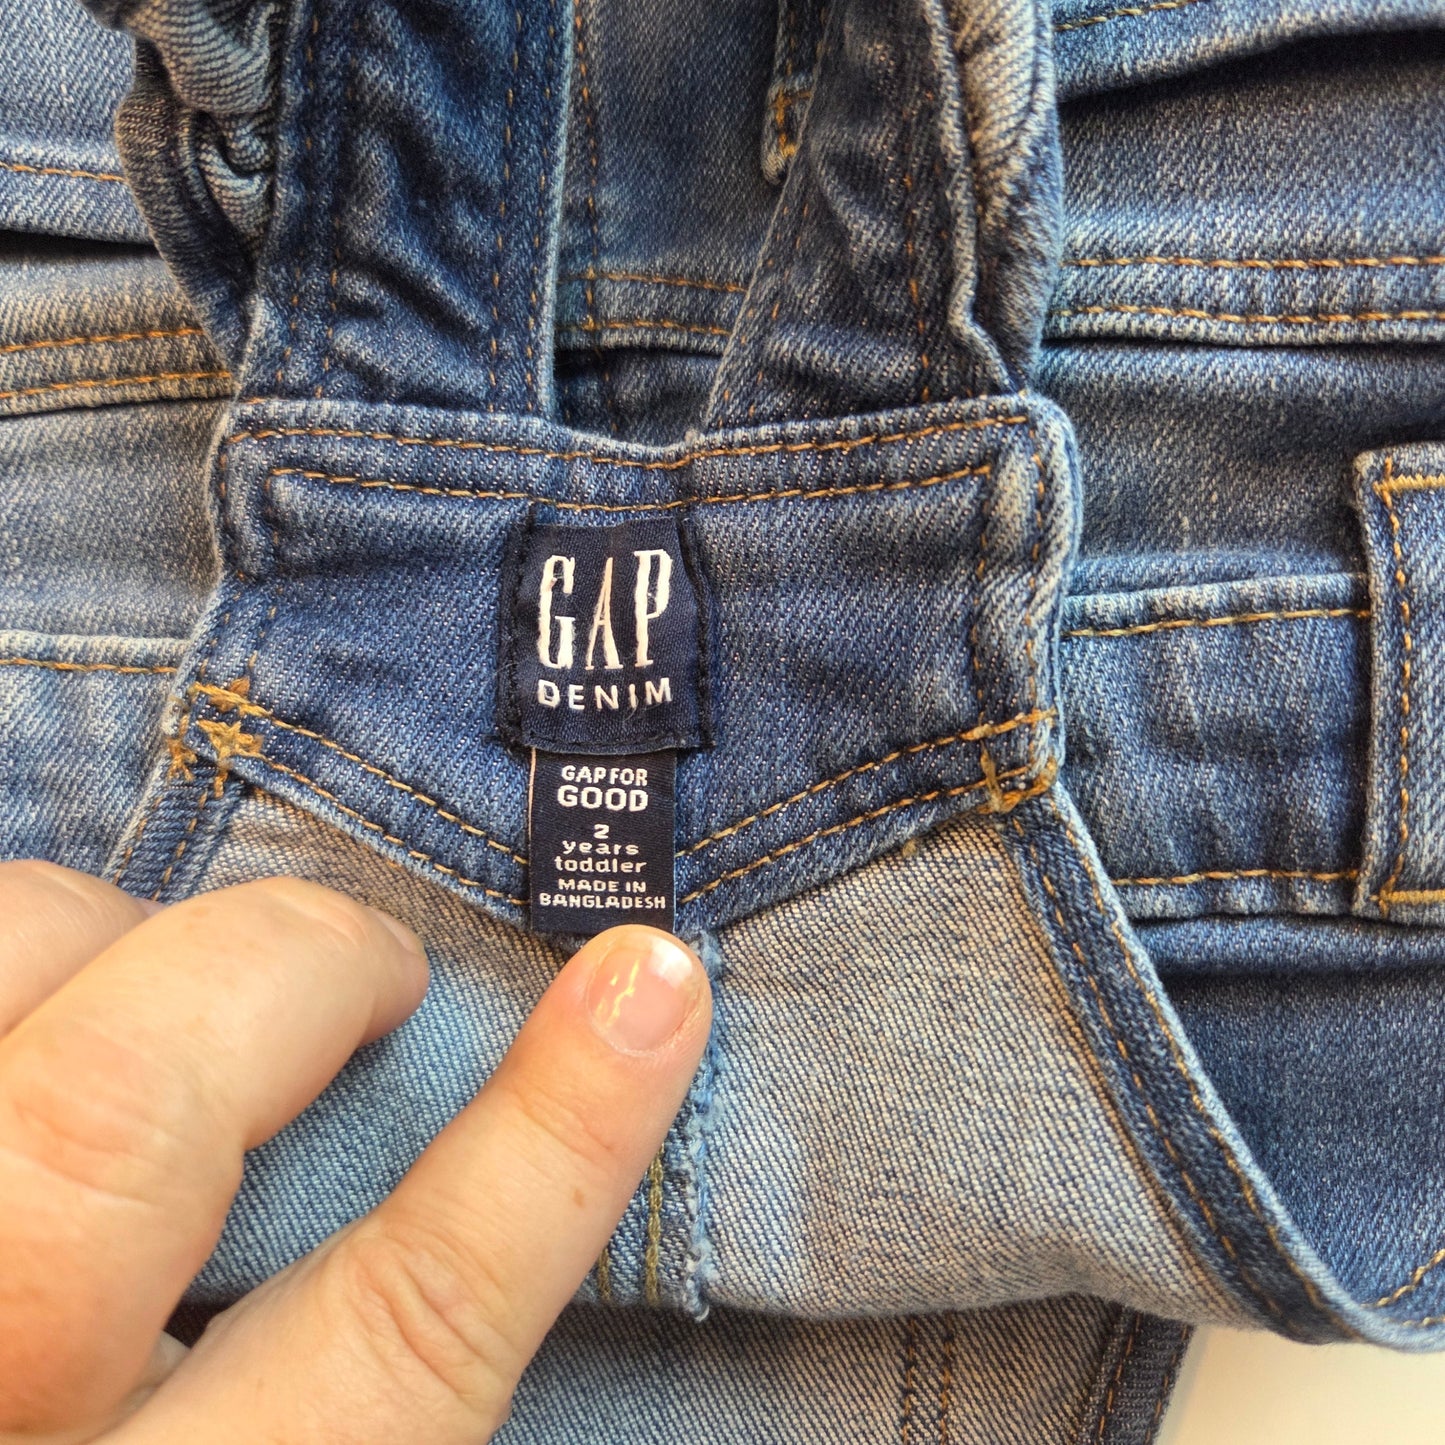 GAP
DENIM
GAP FOR
GOOD
2
years
toddler
MADE IN
BANGLADESH